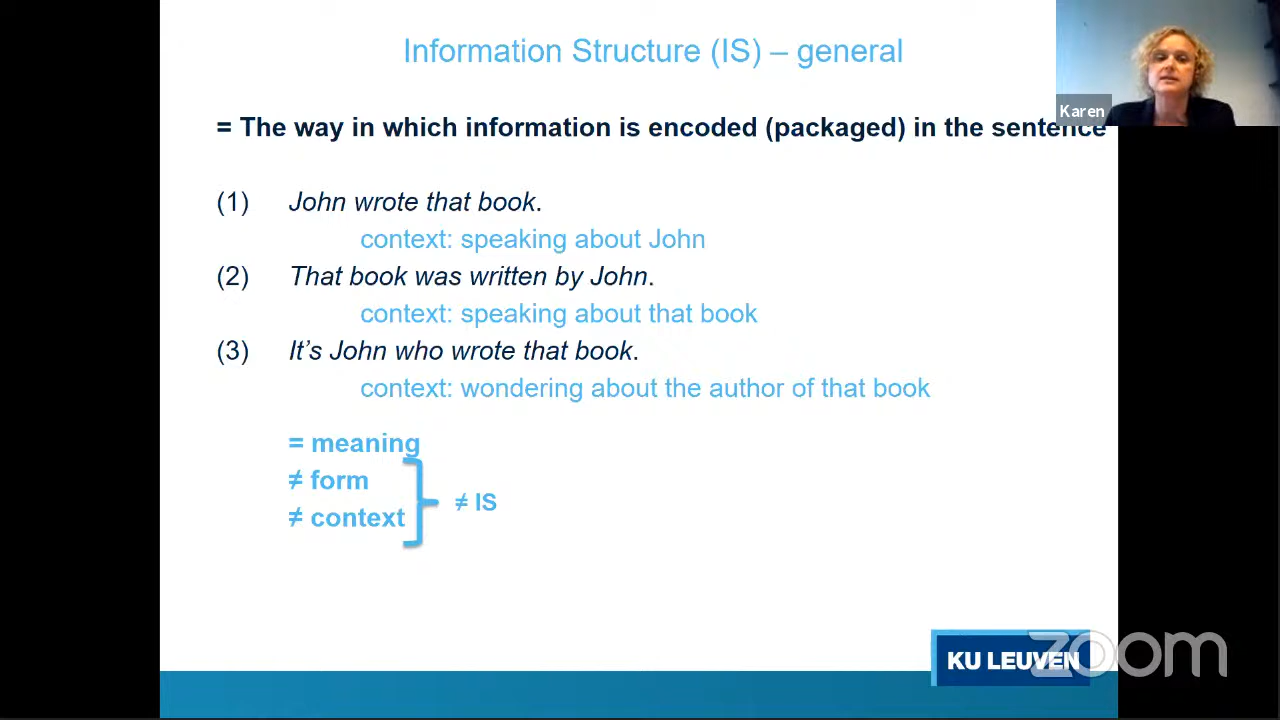 Information Structure (IS) – general
Karen
= The way in which information is encoded (packaged) in the sentence
(1) John wrote that book.
context: speaking about John
(2) That book was written by John.
context: speaking about that book
(3) It’s John who wrote that book.
context: wondering about the author of that book
= meaning
≠ form
≠ IS
≠ context
KU LEUVEN
zoom